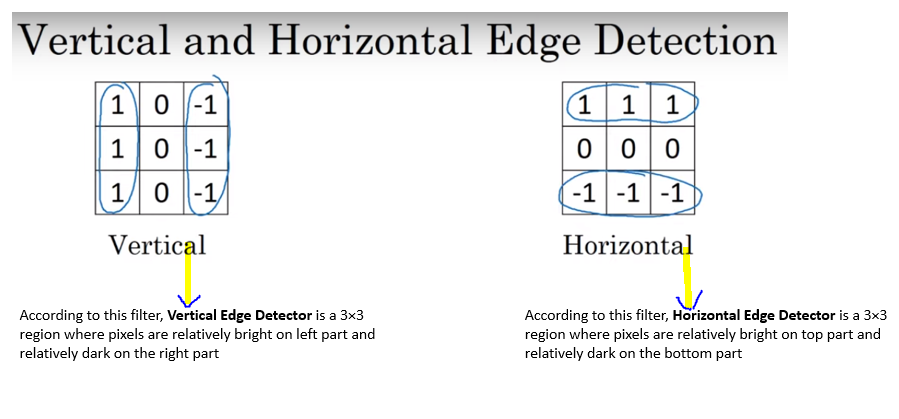 Vertical and Horizontal Edge Detection
1 0 -1
1 0 -1
1 0 -1
Vertical
According to this filter, Vertical Edge Detector is a 3×3
region where pixels are relatively bright on left part and
relatively dark on the right part
1 1 1
0 0 0
-1 -1 -1
Horizontal
According to this filter, Horizontal Edge Detector is a 3×3
region where pixels are relatively bright on top part and
relatively dark on the bottom part